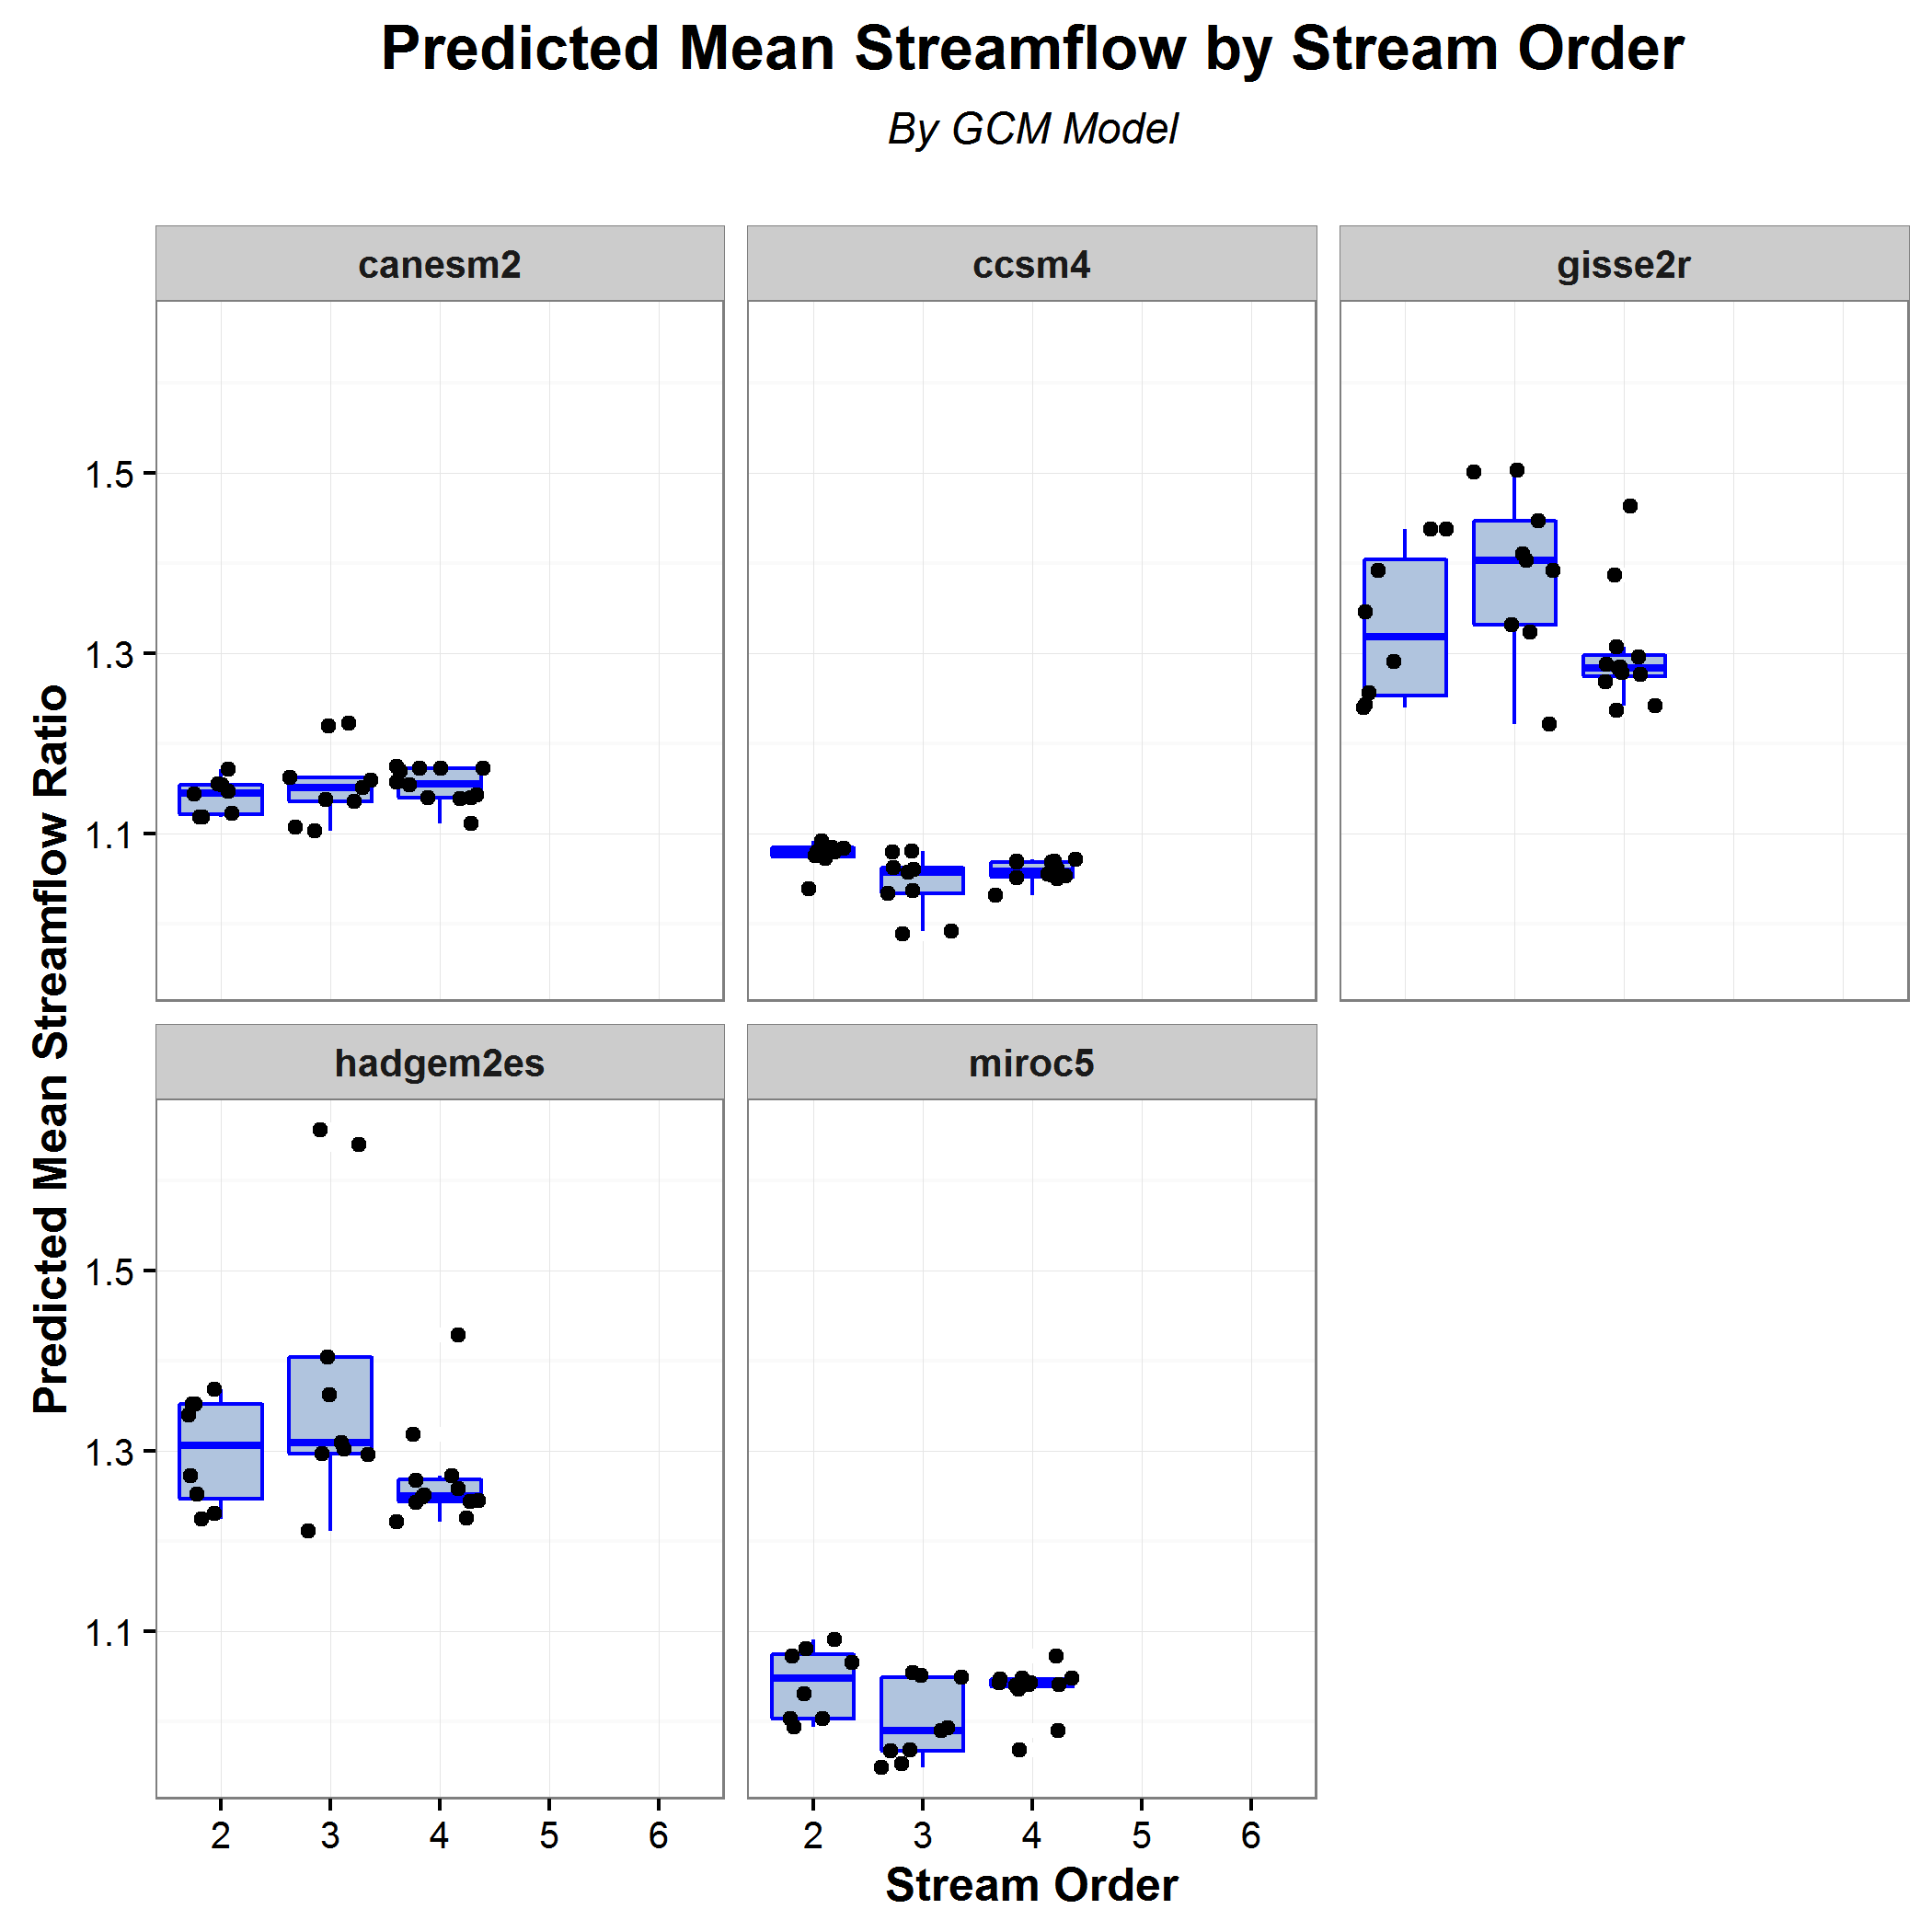 Predicted Mean Streamflow by Stream Order
By GCM Model
canesm2
ccsm4
gisse2r
1.5
1.3
1.1
Predicted Mean Streamflow Ratio
hadgem2es
miroc5
1.5
1.3
1.1
2 3 4 5 6
2 3 4 5 6
Stream Order